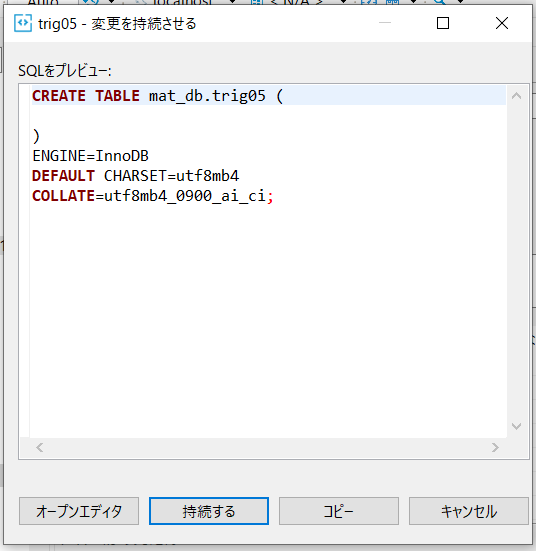 Auto
localhost
< N/A >
trig05 - 変更を持続させる
SQLをプレビュー:
CREATE TABLE mat_db.trig05 (
)
ENGINE=InnoDB
DEFAULT CHARSET=utf8mb4
COLLATE=utf8mb4_0900_ai_ci;
オープンエディタ
持続する
コピー
キャンセル